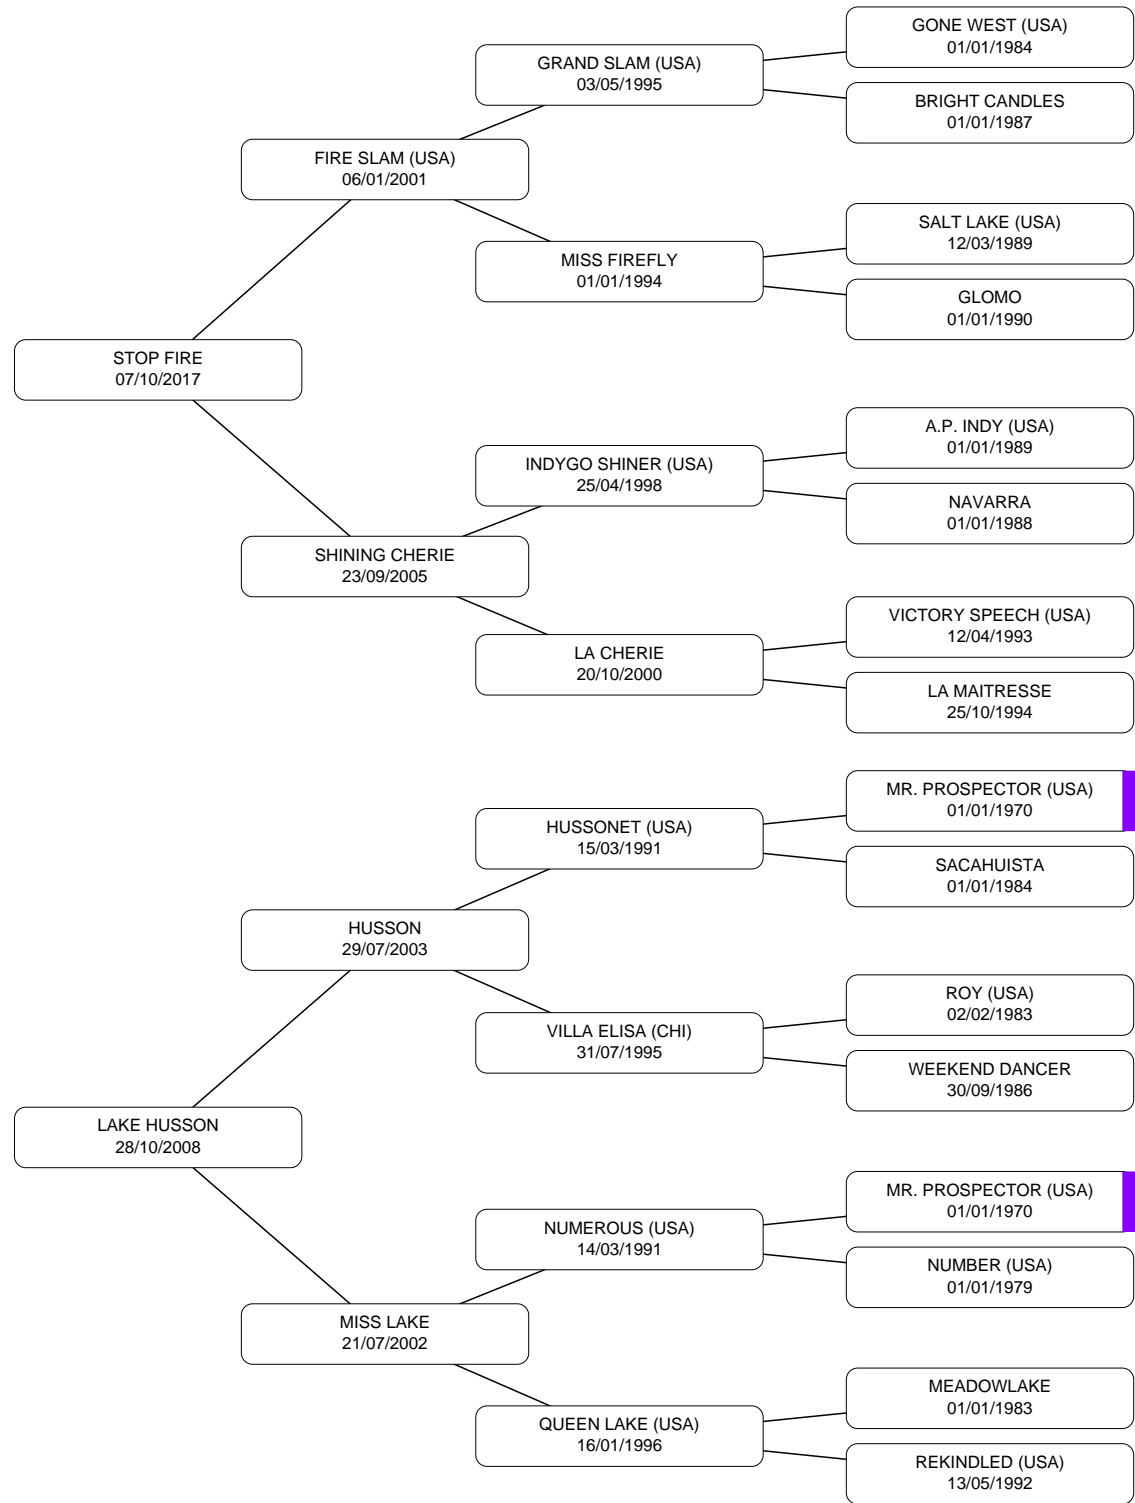 GONE WEST (USA)
01/01/1984
GRAND SLAM (USA)
03/05/1995
BRIGHT CANDLES
01/01/1987
FIRE SLAM (USA)
06/01/2001
SALT LAKE (USA)
12/03/1989
MISS FIREFLY
01/01/1994
GLOMO
01/01/1990
STOP FIRE
07/10/2017
A.P. INDY (USA)
01/01/1989
INDYGO SHINER (USA)
25/04/1998
NAVARRA
01/01/1988
SHINING CHERIE
23/09/2005
VICTORY SPEECH (USA)
12/04/1993
LA CHERIE
20/10/2000
LA MAITRESSE
25/10/1994
MR. PROSPECTOR (USA)
01/01/1970
HUSSONET (USA)
15/03/1991
SACAHUISTA
01/01/1984
HUSSON
29/07/2003
ROY (USA)
02/02/1983
VILLA ELISA (CHI)
31/07/1995
WEEKEND DANCER
30/09/1986
LAKE HUSSON
28/10/2008
MR. PROSPECTOR (USA)
01/01/1970
NUMEROUS (USA)
14/03/1991
NUMBER (USA)
01/01/1979
MISS LAKE
21/07/2002
MEADOWLAKE
01/01/1983
QUEEN LAKE (USA)
16/01/1996
REKINDLED (USA)
13/05/1992